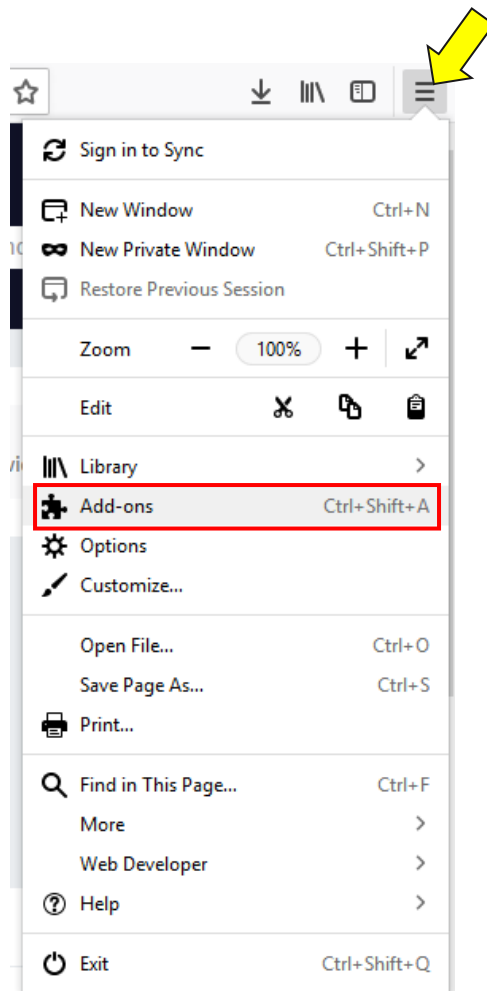 Sign in to Sync
New Window Ctrl+N
New Private Window Ctrl+Shift+P
Restore Previous Session
Zoom 100%
Edit
Library
Add-ons Ctrl+Shift+A
Options
Customize...
Open File... Ctrl+O
Save Page As... Ctrl+S
Print...
Find in This Page... Ctrl+F
More
Web Developer
Help
Exit Ctrl+Shift+Q